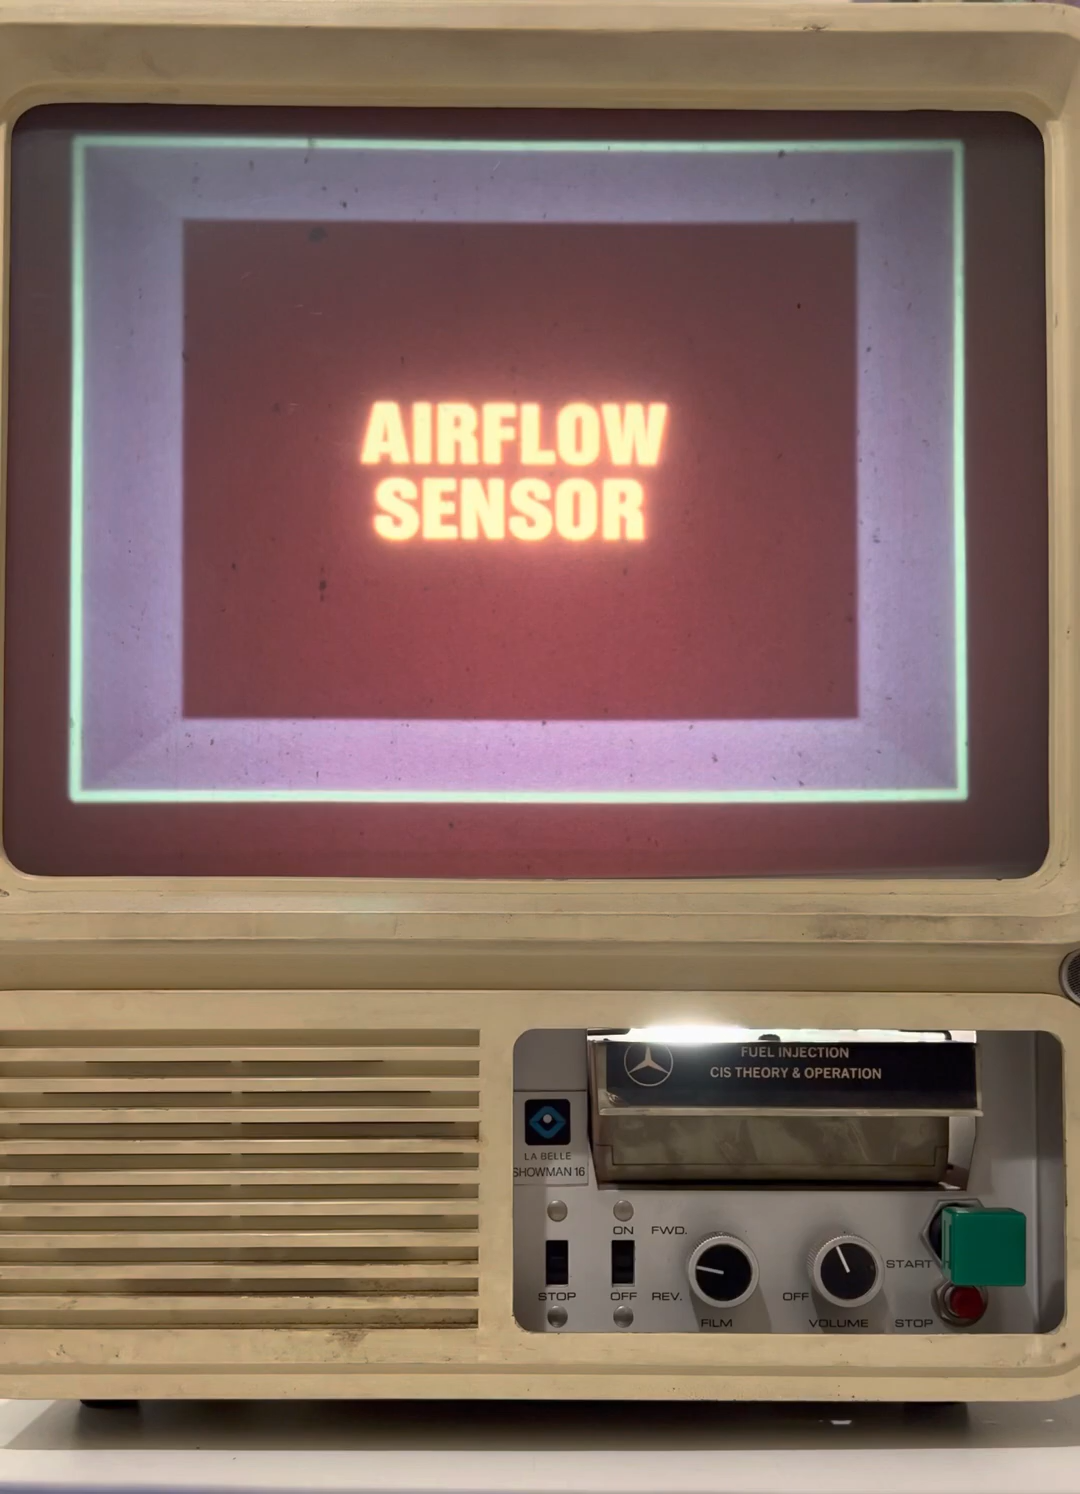 AIRFLOW
SENSOR
FUEL INJECTION
CIS THEORY & OPERATION
LA BELLE
SHOWMAN 16
ON FWD.
START
STOP OFF REV. OFF
FILM VOLUME STOP